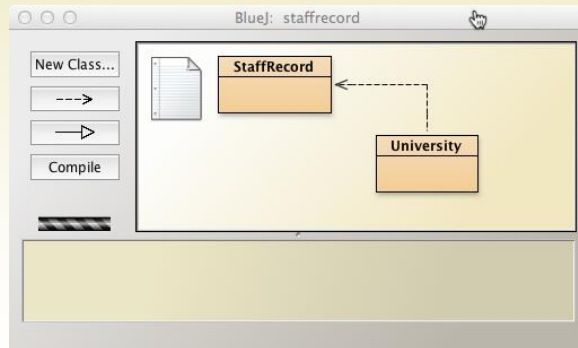 BlueJ: staffrecord
New Class...
StaffRecord
University
Compile